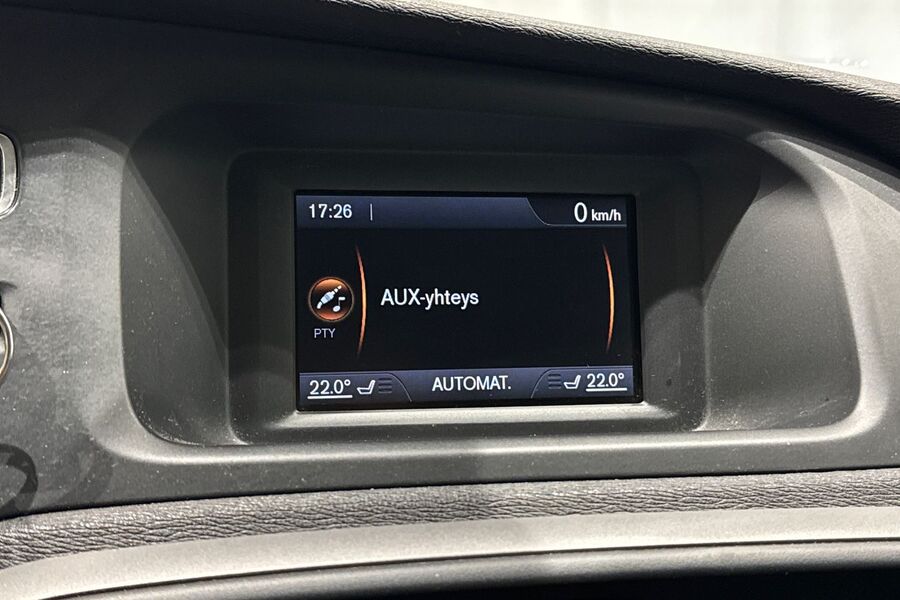 17:26 0 km/h
AUX-yhteys
PTY
22.0° AUTOMAT. 22.0°